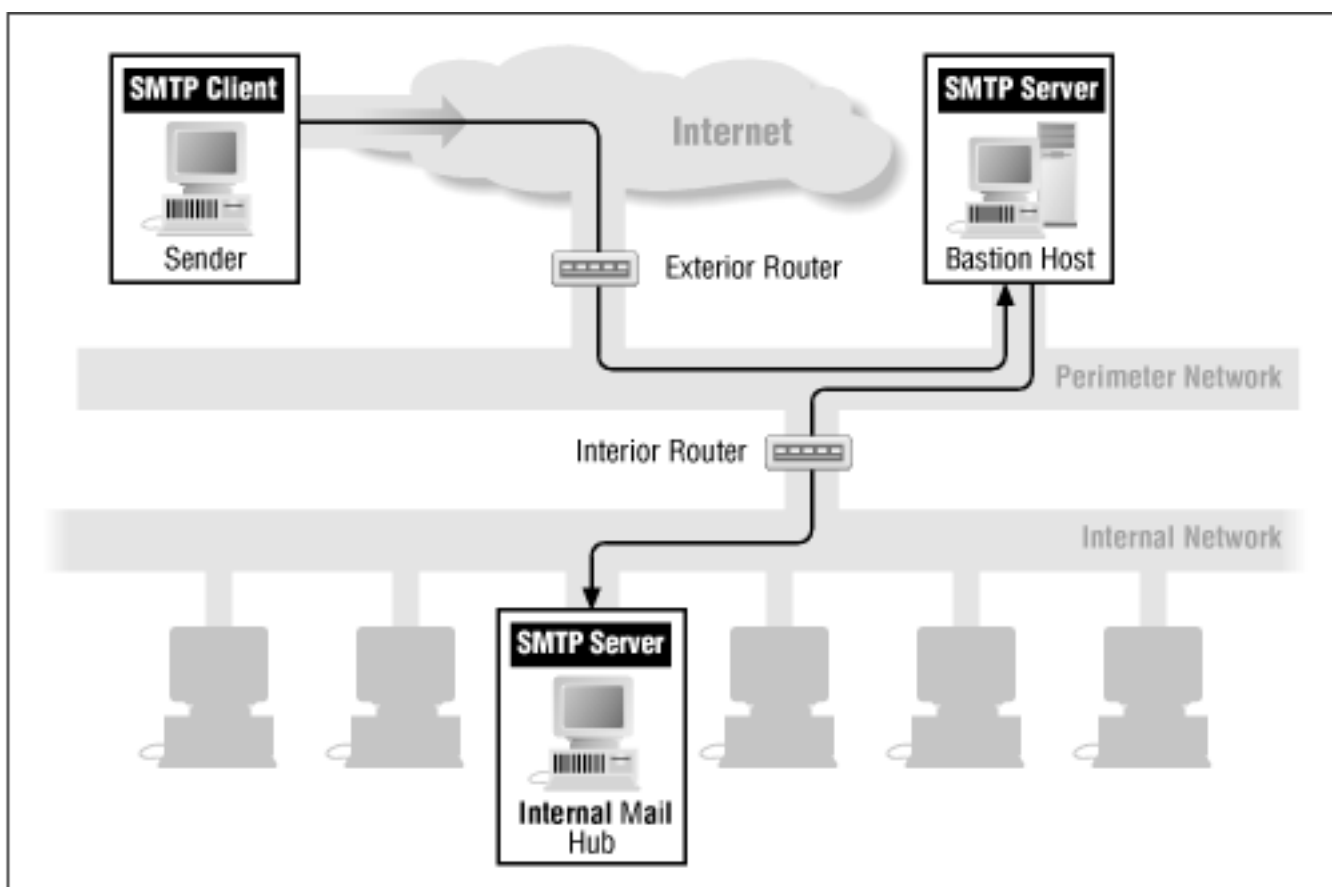 SMTP Client
Sender
Internet
SMTP Server
Bastion Host
Exterior Router
Perimeter Network
Interior Router
Internal Network
SMTP Server
Internal Mail
Hub